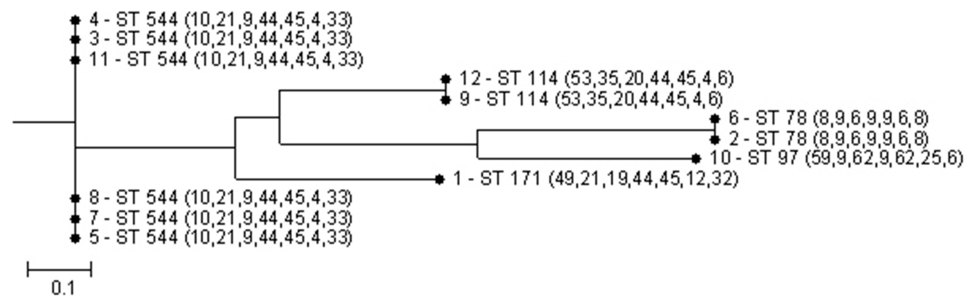 4 - ST 544 (10,21,9,44,45,4,33)
3 - ST 544 (10,21,9,44,45,4,33)
11 - ST 544 (10,21,9,44,45,4,33)
12 - ST 114 (53,35,20,44,45,4,6)
9 - ST 114 (53,35,20,44,45,4,6)
6 - ST 78 (8,9,6,9,9,6,8)
2 - ST 78 (8,9,6,9,9,6,8)
10 - ST 97 (59,9,62,9,62,25,6)
1 - ST 171 (49,21,19,44,45,12,32)
8 - ST 544 (10,21,9,44,45,4,33)
7 - ST 544 (10,21,9,44,45,4,33)
5 - ST 544 (10,21,9,44,45,4,33)
0.1